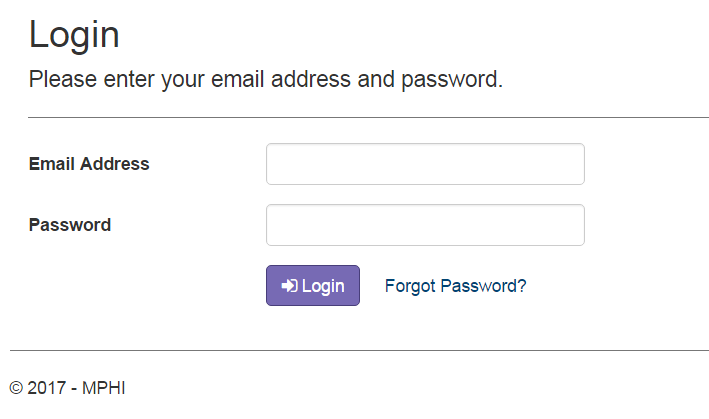 Login
Please enter your email address and password.
Email Address
Password
Login Forgot Password?
© 2017 - MPHI